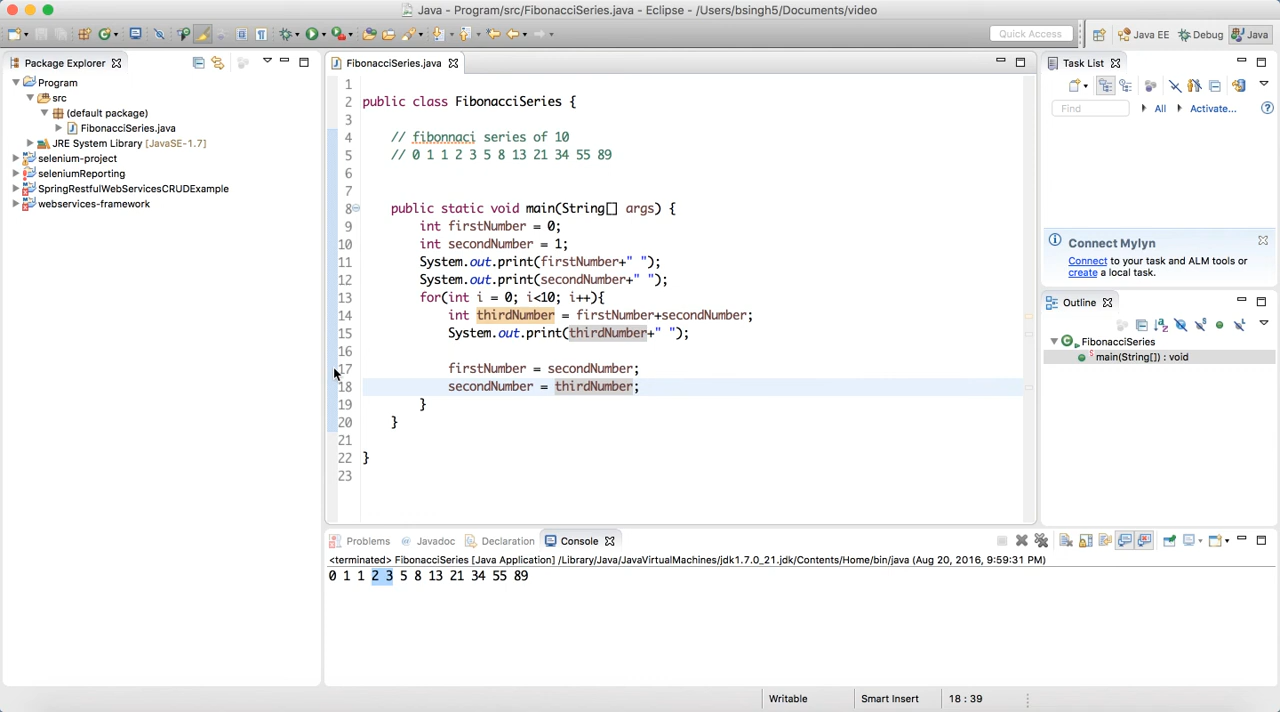 Java - Program/src/FibonacciSeries.java - Eclipse - /Users/bsingh5/Documents/video
Quick Access
Java EE
Debug
Java
Package Explorer
Program
src
(default package)
FibonacciSeries.java
JRE System Library [JavaSE-1.7]
selenium-project
seleniumReporting
SpringRestfulWebServicesCRUDExample
webservices-framework
FibonacciSeries.java
1
2 public class FibonacciSeries {
3
4 // fibonnaci series of 10
5 // 0 1 1 2 3 5 8 13 21 34 55 89
6
7
8 public static void main(String[] args) {
9 int firstNumber = 0;
10 int secondNumber = 1;
11 System.out.print(firstNumber+" ");
12 System.out.print(secondNumber+" ");
13 for(int i = 0; i<10; i++){
14 int thirdNumber = firstNumber+secondNumber;
15 System.out.print(thirdNumber+" ");
16
17 firstNumber = secondNumber;
18 secondNumber = thirdNumber;
19 }
20 }
21
22 }
23
Task List
Find
All
Activate...
Connect Mylyn
Connect to your task and ALM tools or
create a local task.
Outline
FibonacciSeries
main(String[]) : void
Problems
Javadoc
Declaration
Console
<terminated> FibonacciSeries [Java Application] /Library/Java/JavaVirtualMachines/jdk1.7.0_21.jdk/Contents/Home/bin/java (Aug 20, 2016, 9:59:31 PM)
0 1 1 2 3 5 8 13 21 34 55 89
Writable
Smart Insert
18 : 39